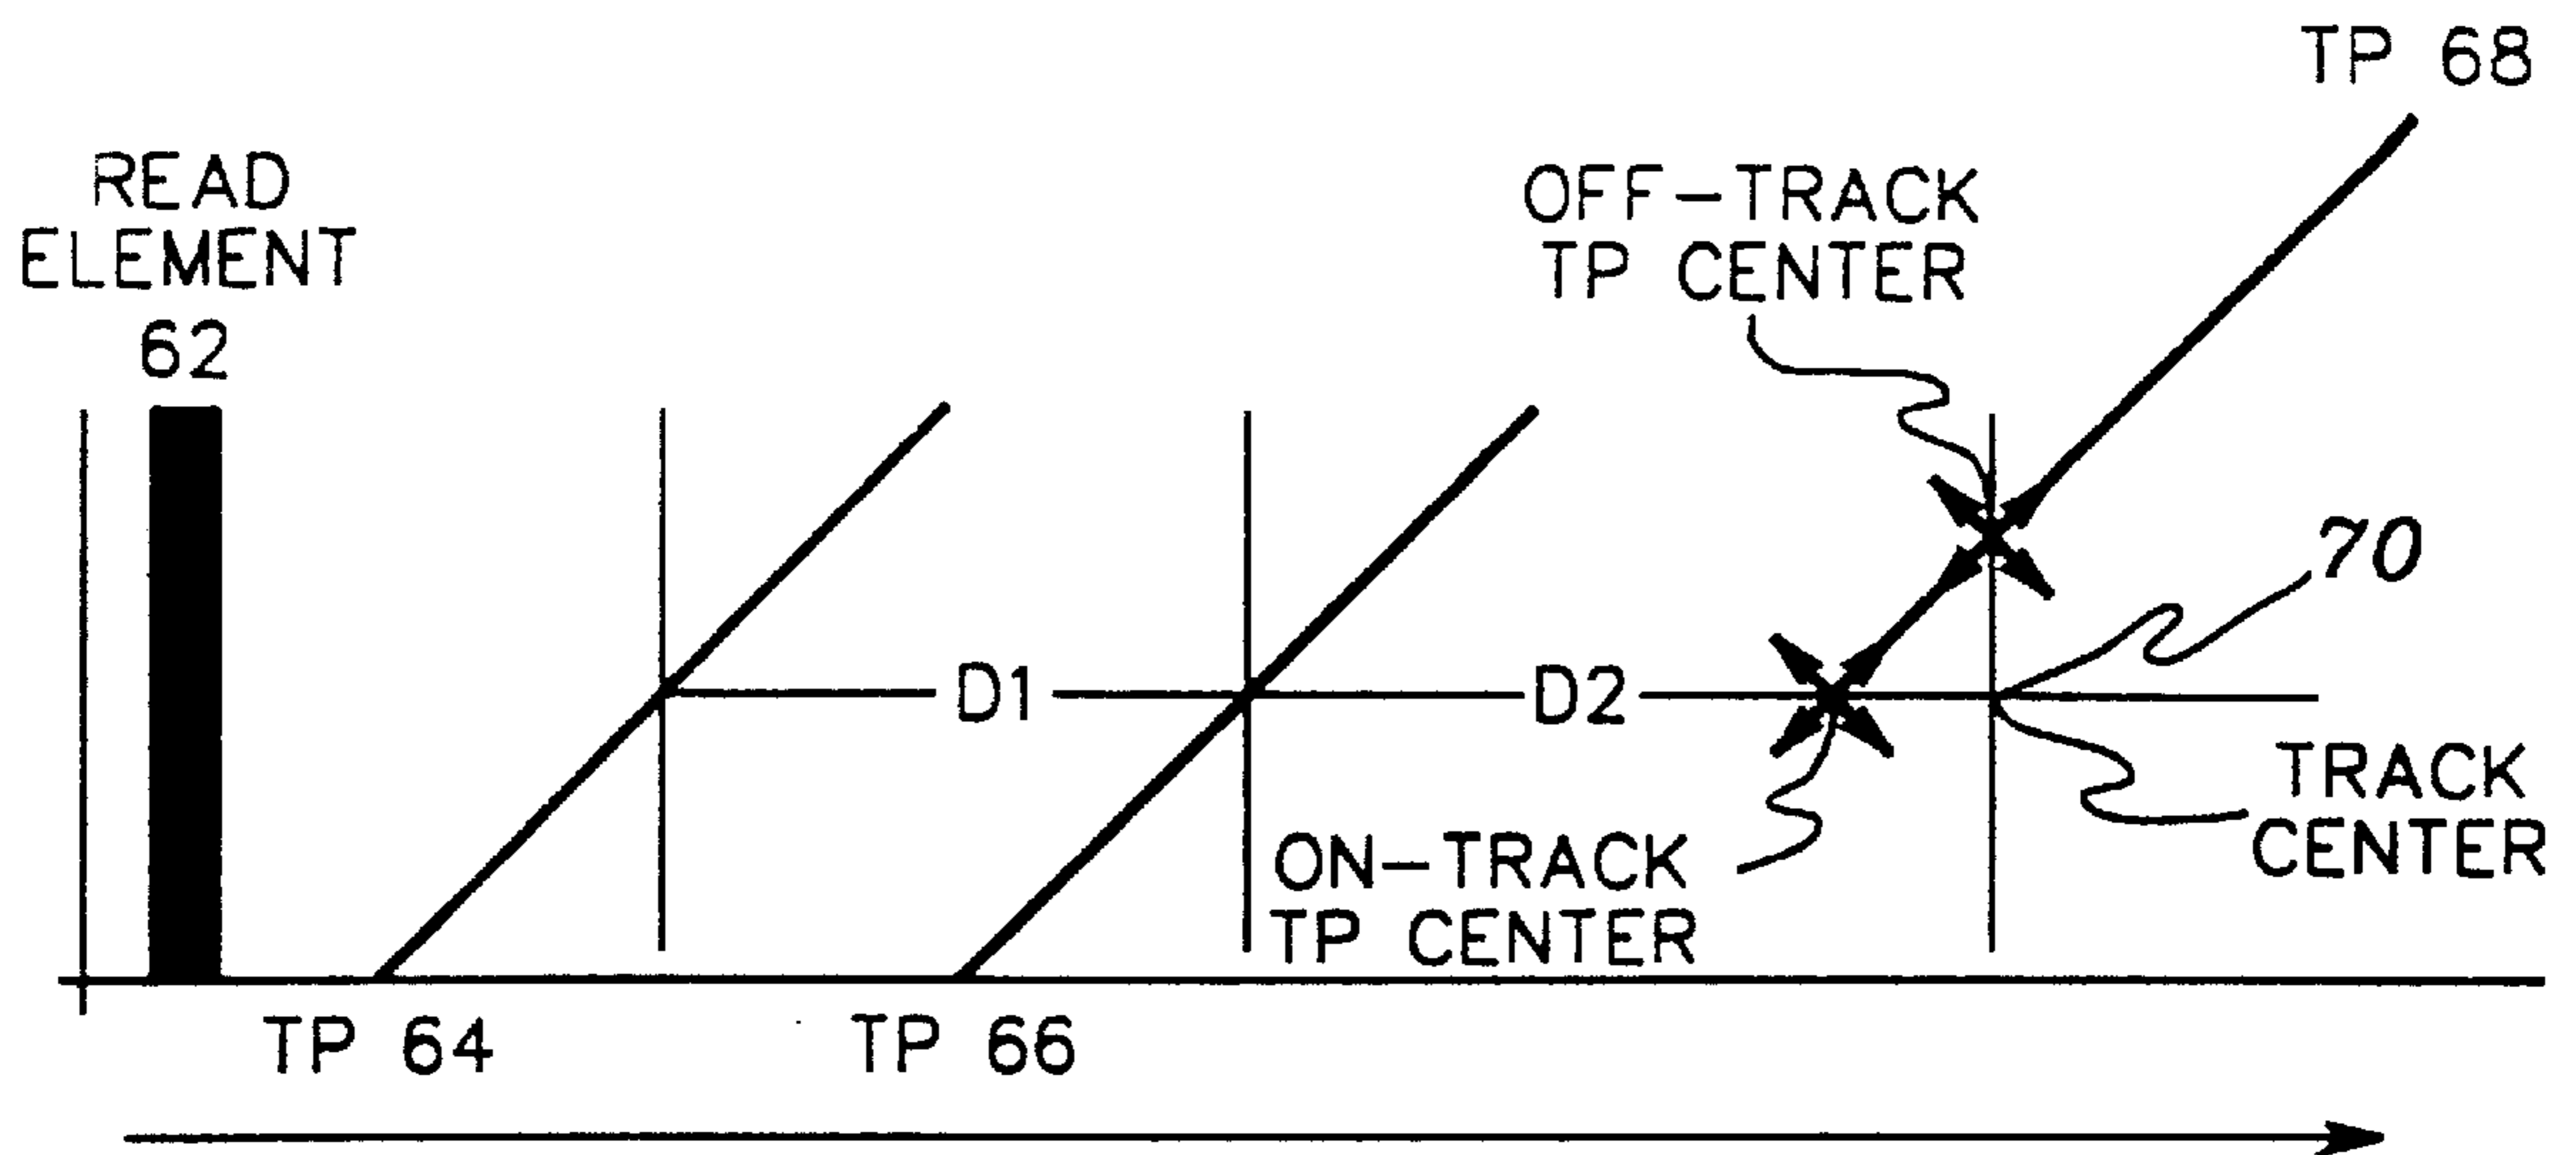 TP 68
READ
ELEMENT
62
OFF-TRACK
TP CENTER
70
D1
D2
TRACK
CENTER
ON-TRACK
TP CENTER
TP 64
TP 66